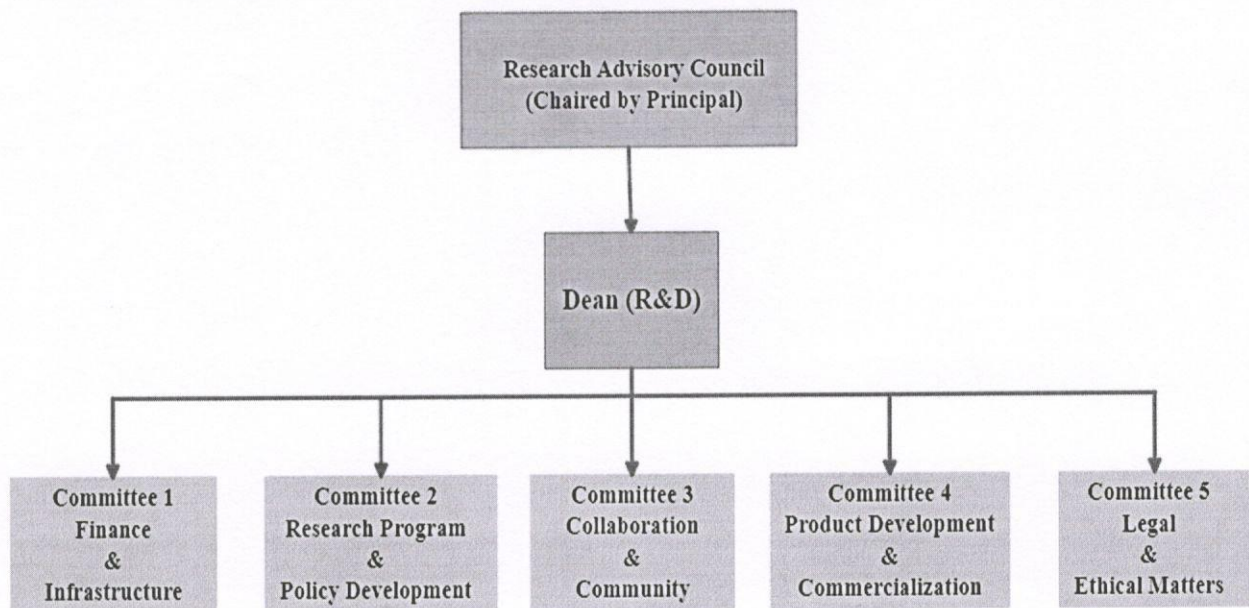 Research Advisory Council
(Chaired by Principal)
Dean (R&D)
Committee 1
Finance
&
Infrastructure
Committee 2
Research Program
&
Policy Development
Committee 3
Collaboration
&
Community
Committee 4
Product Development
&
Commercialization
Committee 5
Legal
&
Ethical Matters